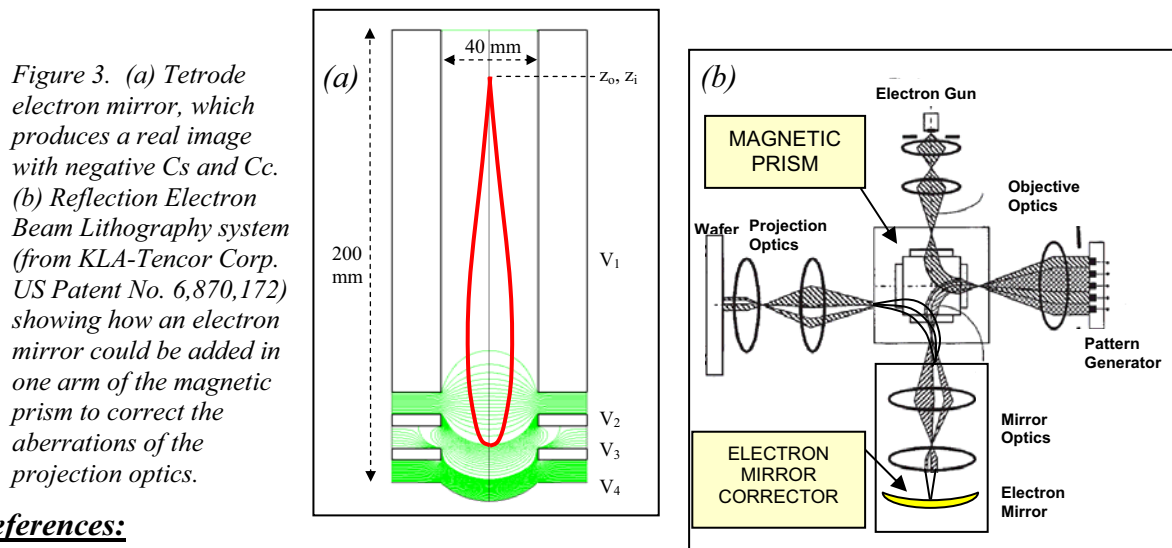 Figure 3. (a) Tetrode
electron mirror, which
produces a real image
with negative Cs and Cc.
(b) Reflection Electron
Beam Lithography system
(from KLA-Tencor Corp.
US Patent No. 6,870,172)
showing how an electron
mirror could be added in
one arm of the magnetic
prism to correct the
aberrations of the
projection optics.
eferences:
(a)
40 mm
zo, zi
200
mm
V1
V2
V3
V4
(b)
Electron Gun
MAGNETIC
PRISM
Objective
Optics
Wafer
Projection
Optics
Pattern
Generator
Mirror
Optics
ELECTRON
MIRROR
CORRECTOR
Electron
Mirror